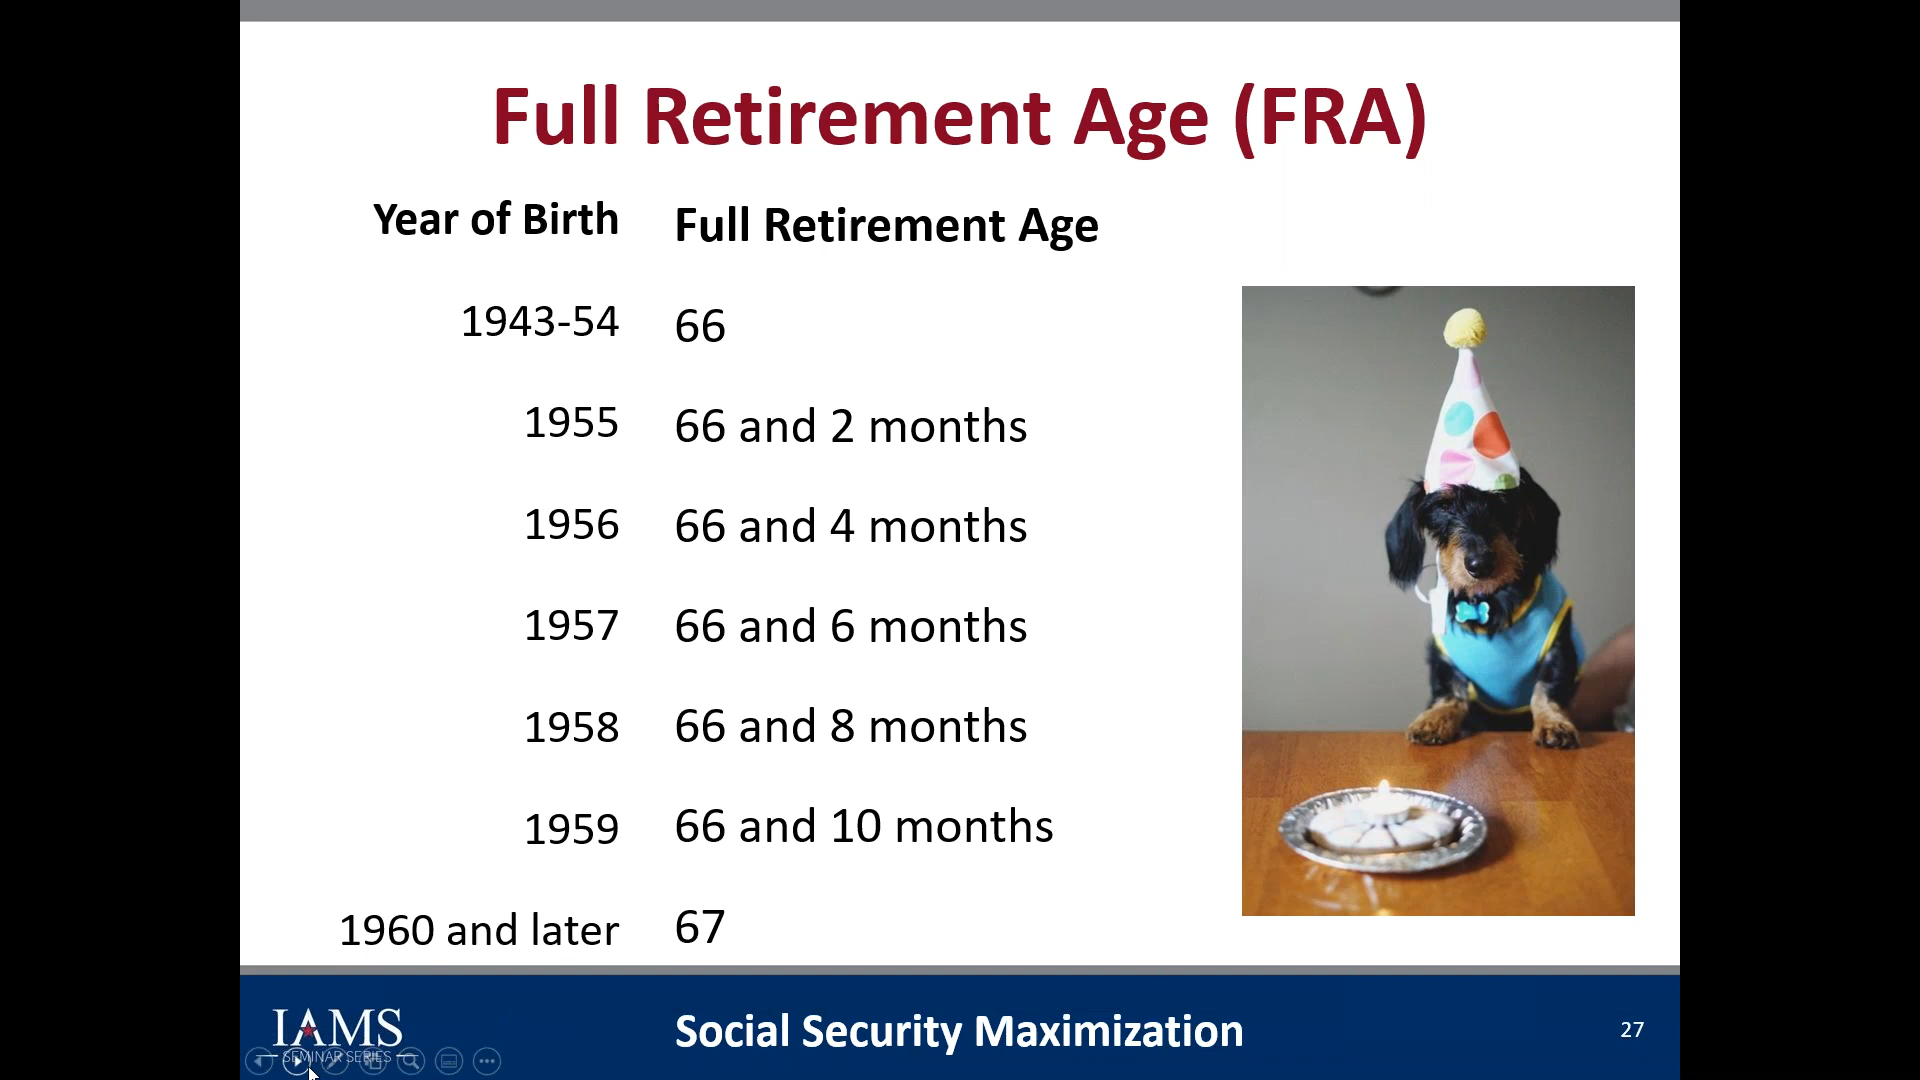 Full Retirement Age (FRA)
Year of Birth Full Retirement Age
1943-54 66
1955 66 and 2 months
1956 66 and 4 months
1957 66 and 6 months
1958 66 and 8 months
1959 66 and 10 months
1960 and later 67
IAMS
SEMINAR SERIES
Social Security Maximization
27